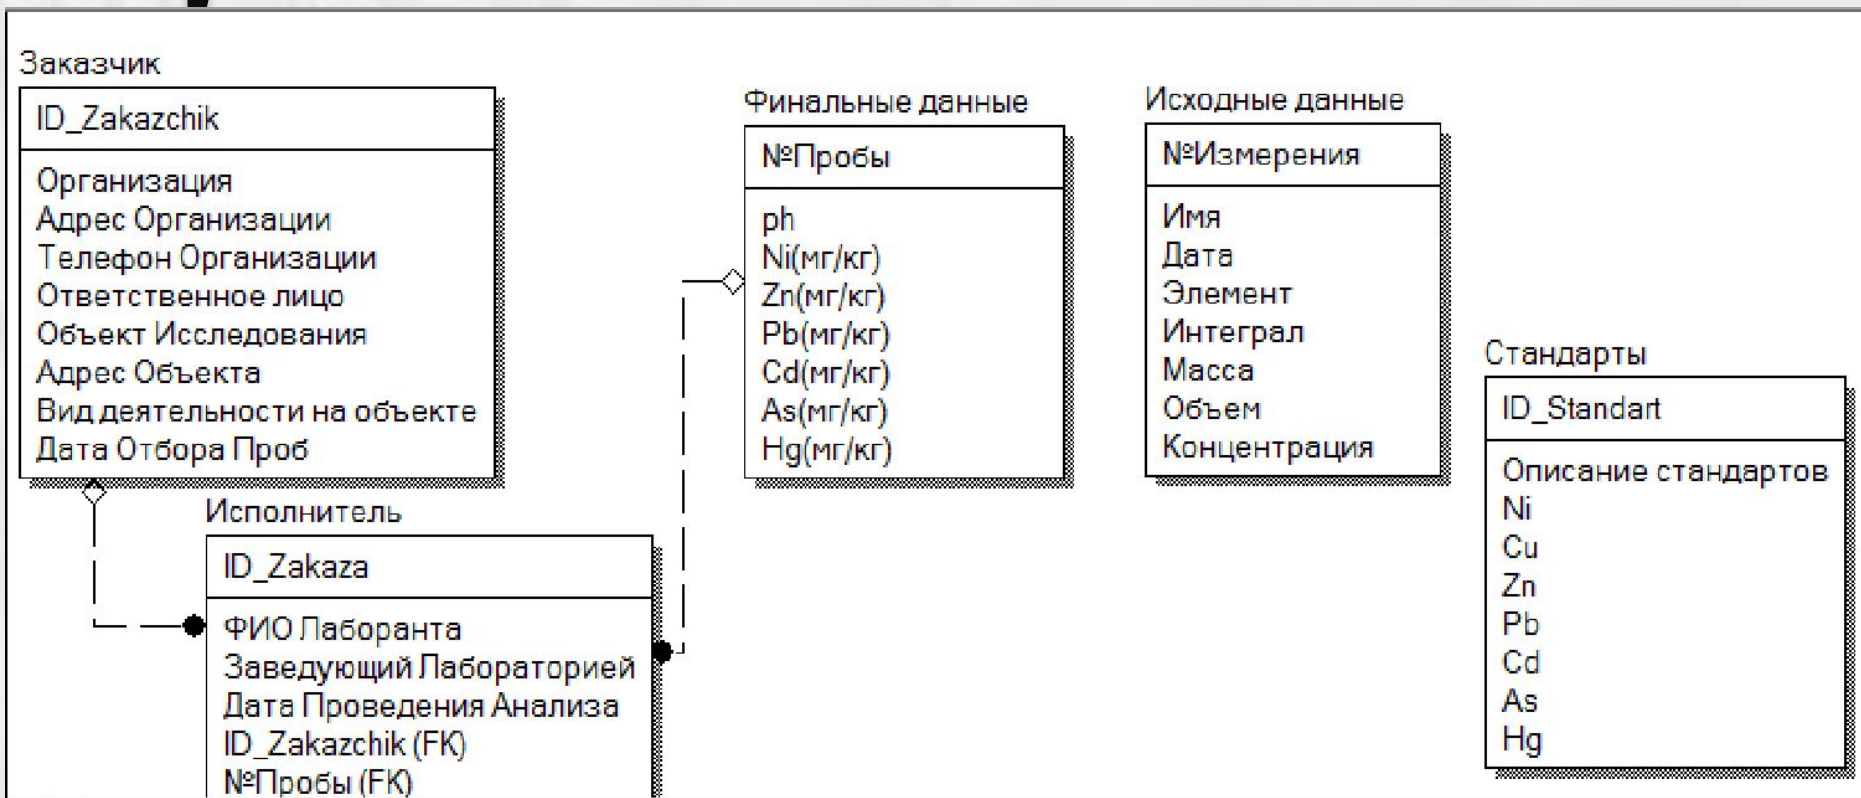 Заказчик
ID_Zakazchik
Организация
Адрес Организации
Телефон Организации
Ответственное лицо
Объект Исследования
Адрес Объекта
Вид деятельности на объекте
Дата Отбора Проб
Исполнитель
ID_Zakaza
ФИО Лаборанта
Заведующий Лабораторией
Дата Проведения Анализа
ID_Zakazchik (FK)
№Пробы (FK)
Финальные данные
№Пробы
ph
Ni(мг/кг)
Zn(мг/кг)
Pb(мг/кг)
Cd(мг/кг)
As(мг/кг)
Hg(мг/кг)
Исходные данные
№Измерения
Имя
Дата
Элемент
Интеграл
Масса
Объем
Концентрация
Стандарты
ID_Standart
Описание стандартов
Ni
Cu
Zn
Pb
Cd
As
Hg